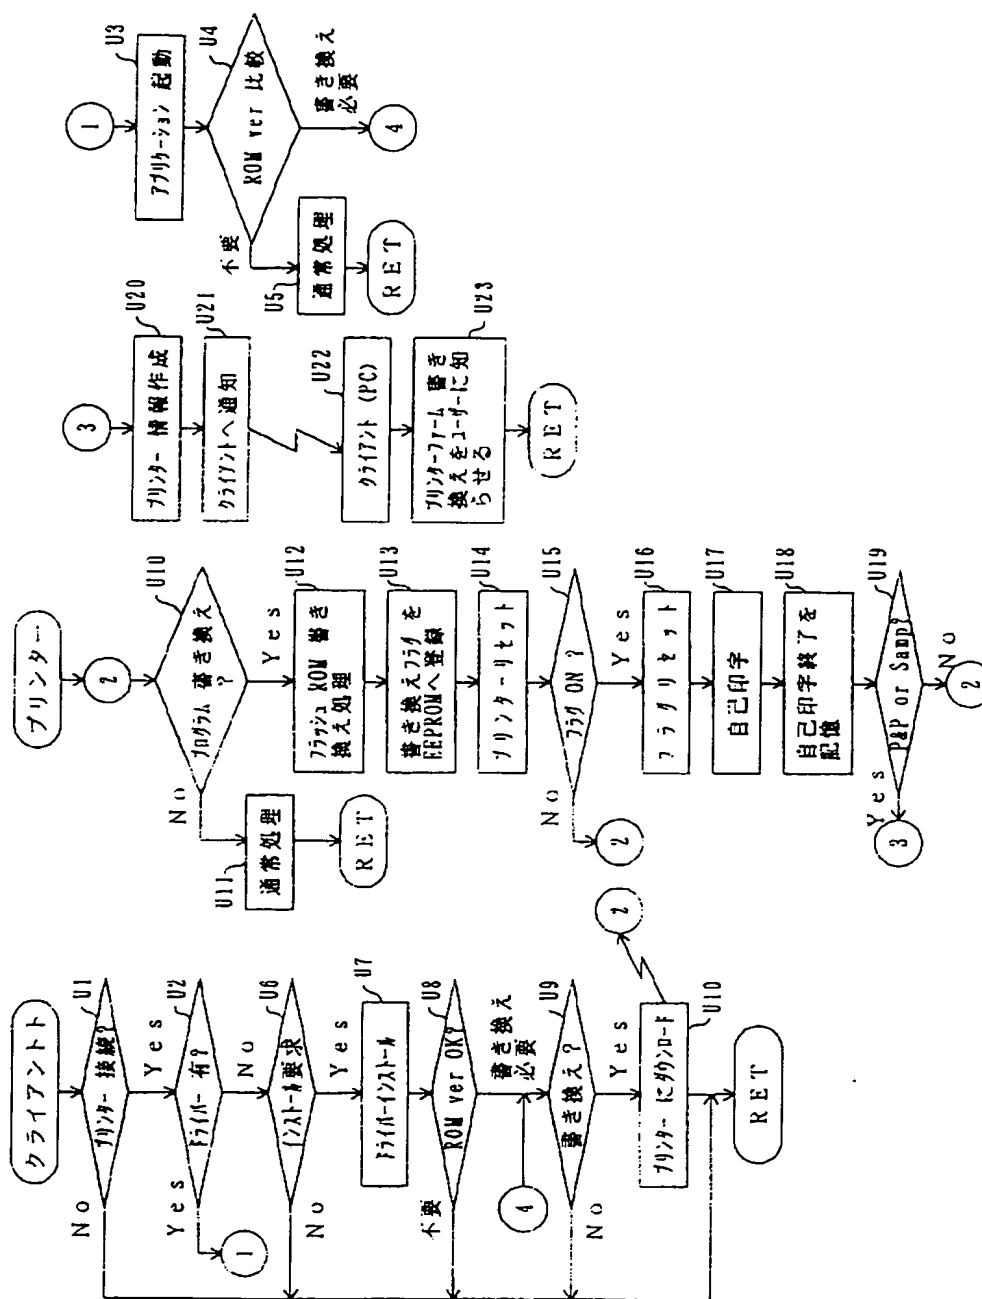 クライアント
U1
プリンター 接続?
No
Yes
U2
ドライバー 有?
Yes
No
1
U6
インストール要求
No
Yes
U7
ドライバーインストール
U8
ROM ver OK?
不要
書き換え
必要
4
U9
書き換え?
No
Yes
プリンター にダウンロード
U10
2
RET
プリンター
2
U10
プログラム 書き換え
?
No
Yes
U11
通常処理
RET
U12
フラッシュ ROM 書き
換え処理
U13
書き換えフラグ を
EEPROMへ登録
U14
プリンターリセット
U15
フラグ ON ?
No
Yes
2
U16
フラグリセット
U17
自己印字
U18
自己印字終了を
記憶
U19
P&P or Samp?
Yes
No
3
2
3
U20
プリンター 情報作成
U21
クライアントへ通知
U22
クライアント (PC)
U23
プリンターファーム 書き
換えをユーザーに知
らせる
RET
1
U3
アプリケーション 起動
U4
ROM ver 比較
不要
書き換え
必要
U5
通常処理
RET
4